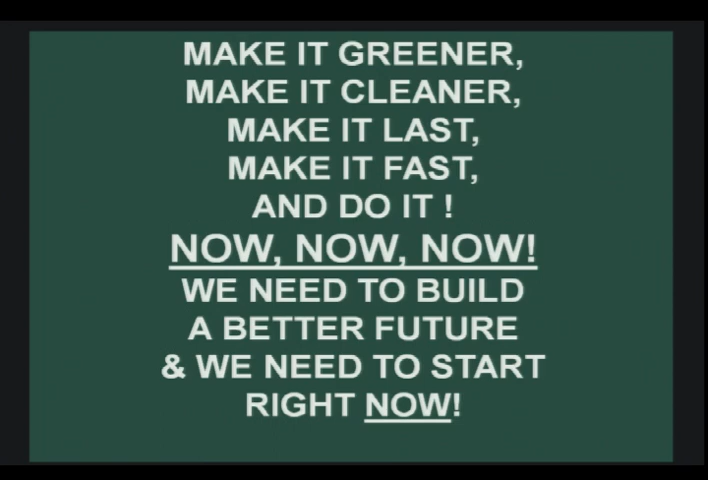 MAKE IT GREENER,
MAKE IT CLEANER,
MAKE IT LAST,
MAKE IT FAST,
AND DO IT !
NOW, NOW, NOW!
WE NEED TO BUILD
A BETTER FUTURE
& WE NEED TO START
RIGHT NOW!